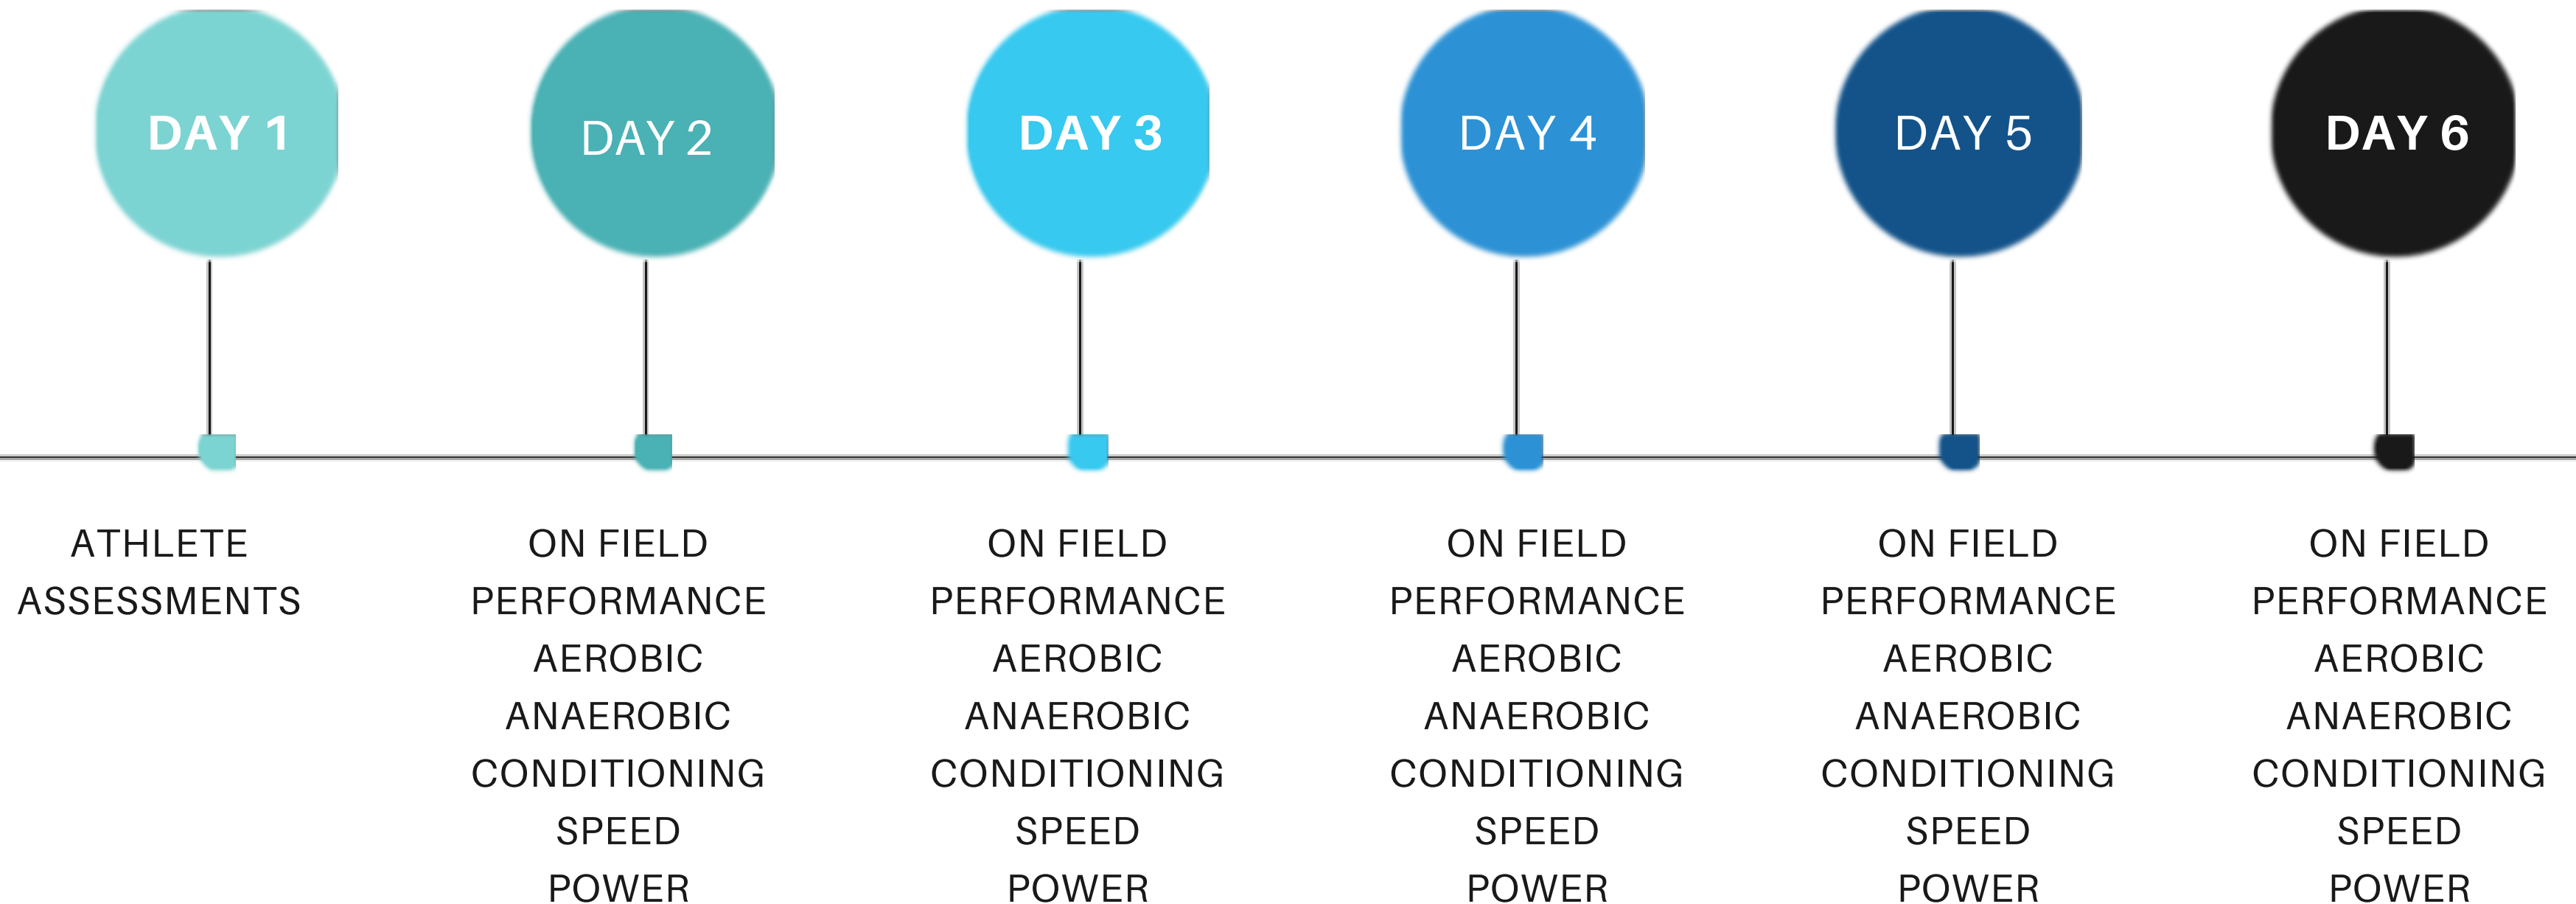 DAY 1
DAY 2
DAY 3
DAY 4
DAY 5
DAY 6
ATHLETE
ASSESSMENTS
ON FIELD
PERFORMANCE
AEROBIC
ANAEROBIC
CONDITIONING
SPEED
POWER
ON FIELD
PERFORMANCE
AEROBIC
ANAEROBIC
CONDITIONING
SPEED
POWER
ON FIELD
PERFORMANCE
AEROBIC
ANAEROBIC
CONDITIONING
SPEED
POWER
ON FIELD
PERFORMANCE
AEROBIC
ANAEROBIC
CONDITIONING
SPEED
POWER
ON FIELD
PERFORMANCE
AEROBIC
ANAEROBIC
CONDITIONING
SPEED
POWER